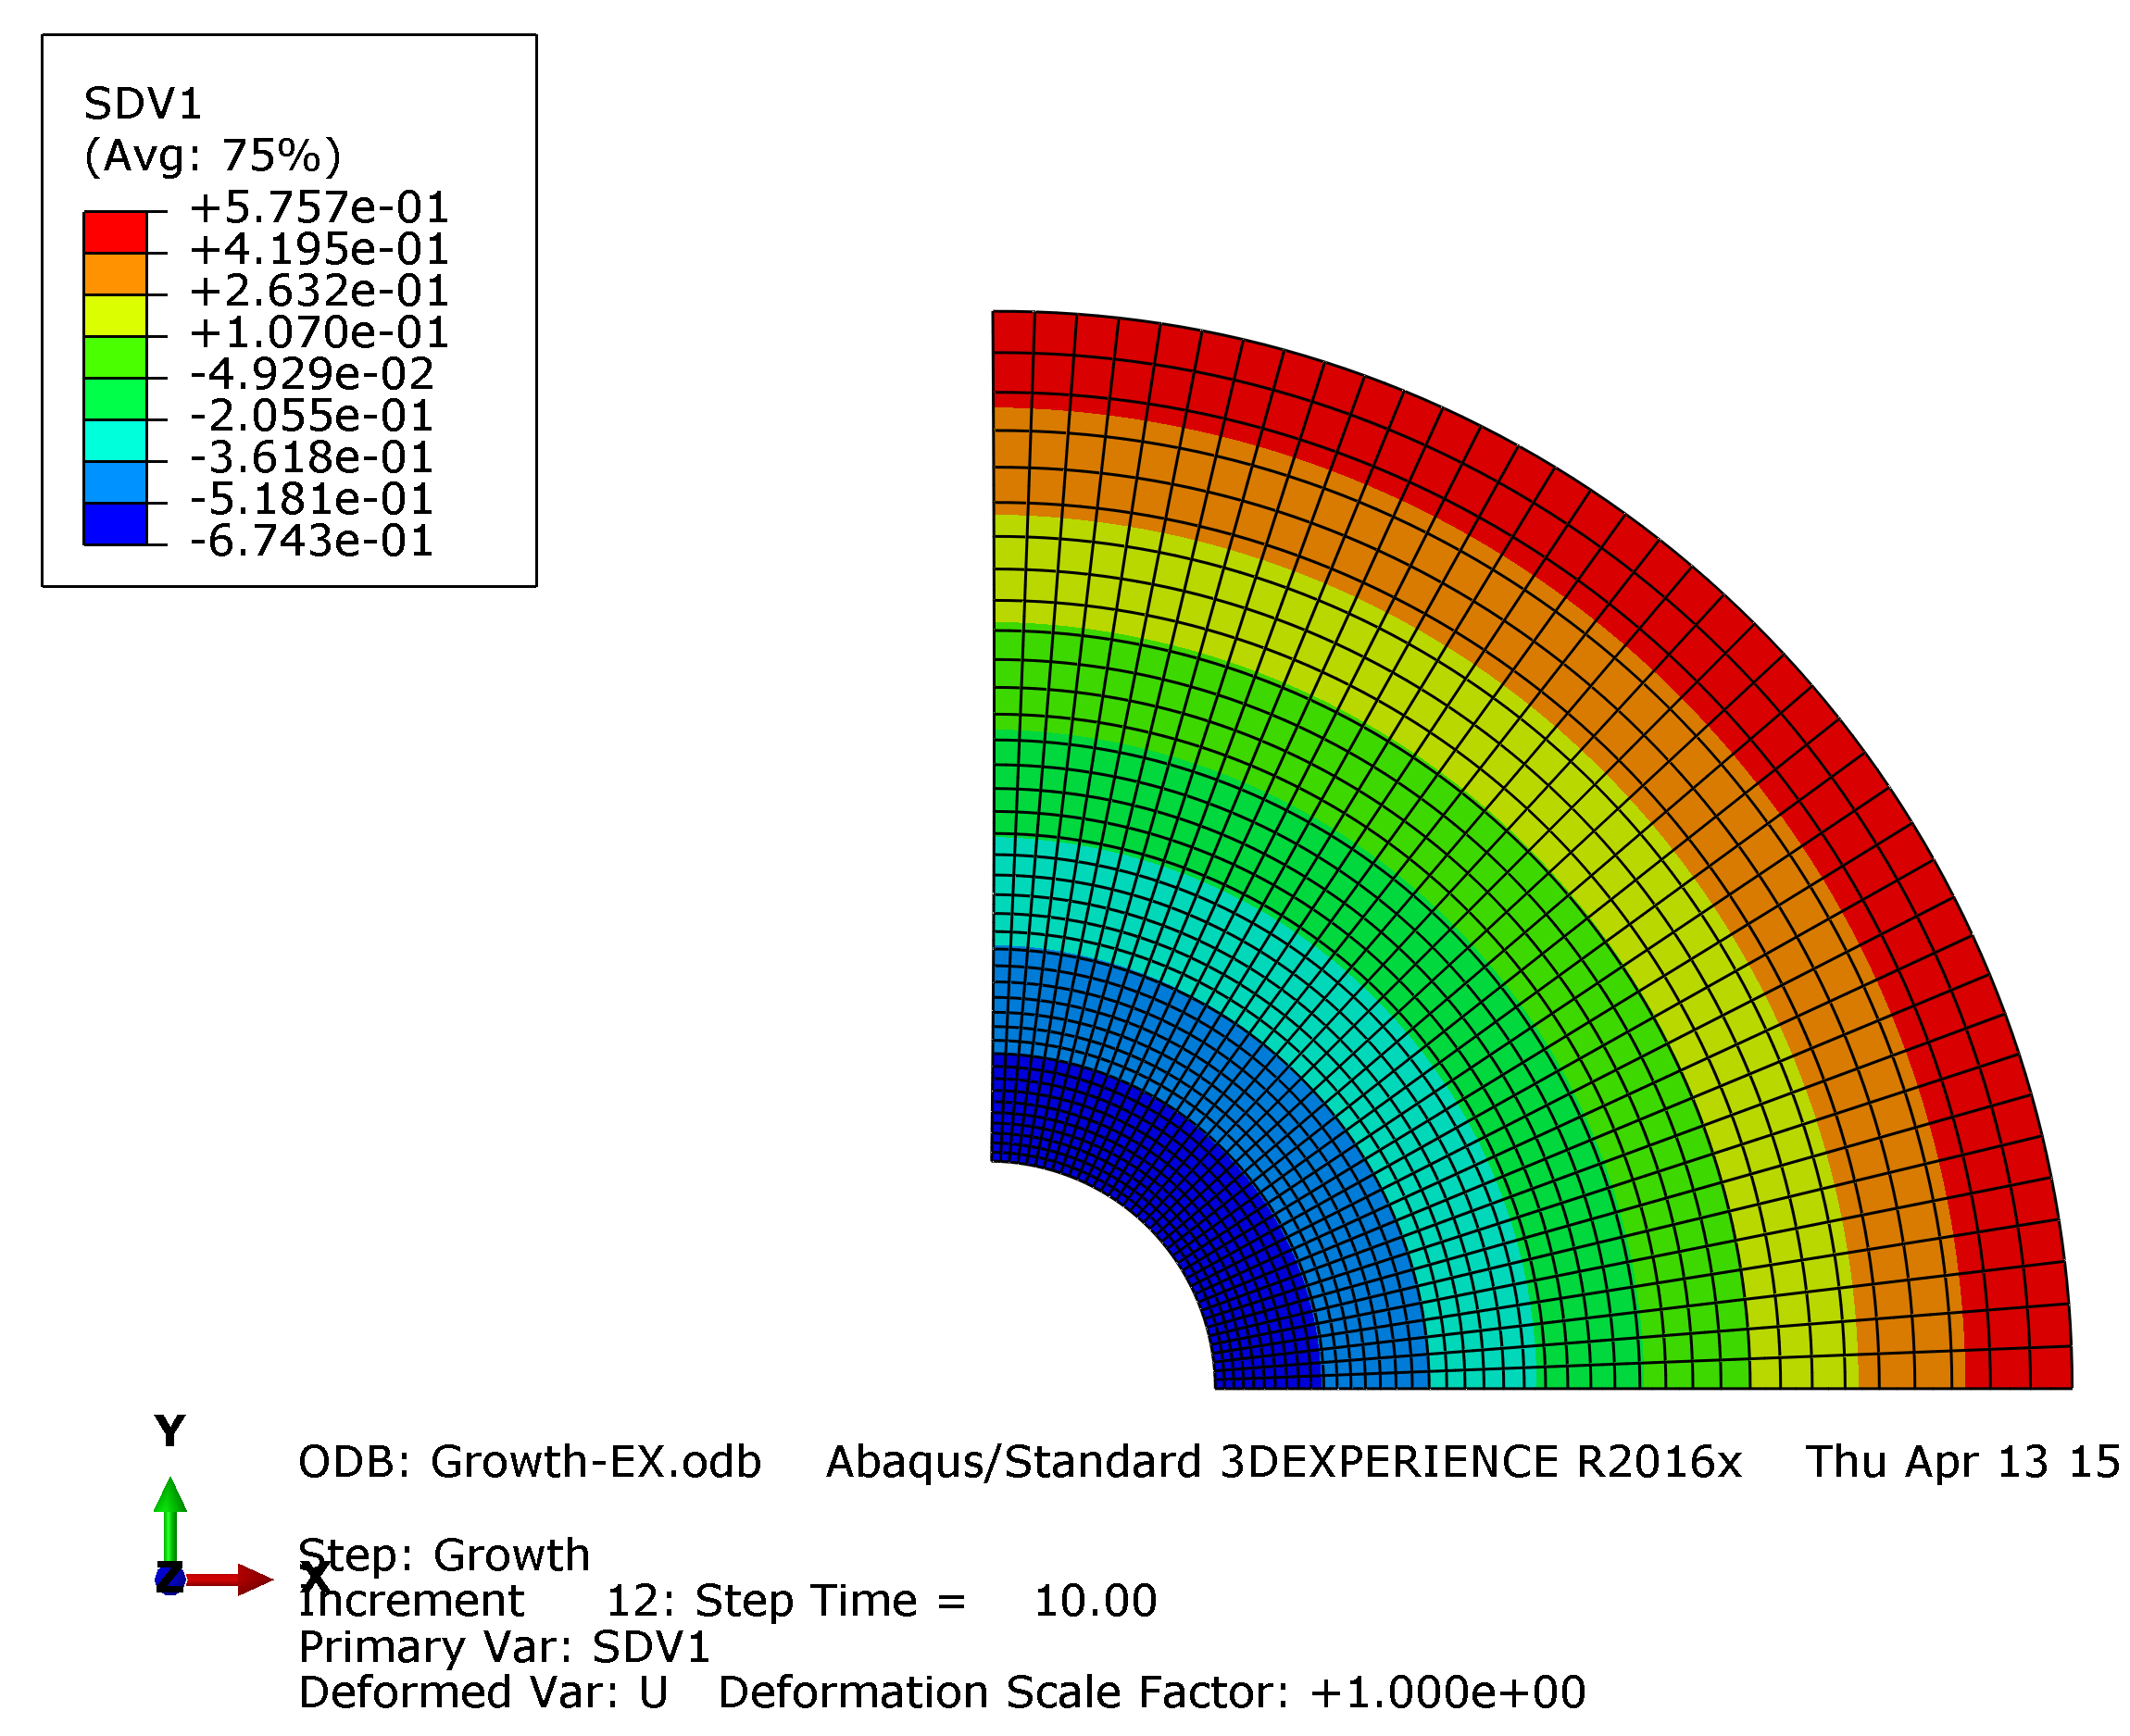 SDV1
(Avg: 75%)
+5.757e-01
+4.195e-01
+2.632e-01
+1.070e-01
-4.929e-02
-2.055e-01
-3.618e-01
-5.181e-01
-6.743e-01
Y
Z
X
ODB: Growth-EX.odb Abaqus/Standard 3DEXPERIENCE R2016x Thu Apr 13 15
Step: Growth
Increment 12: Step Time = 10.00
Primary Var: SDV1
Deformed Var: U Deformation Scale Factor: +1.000e+00